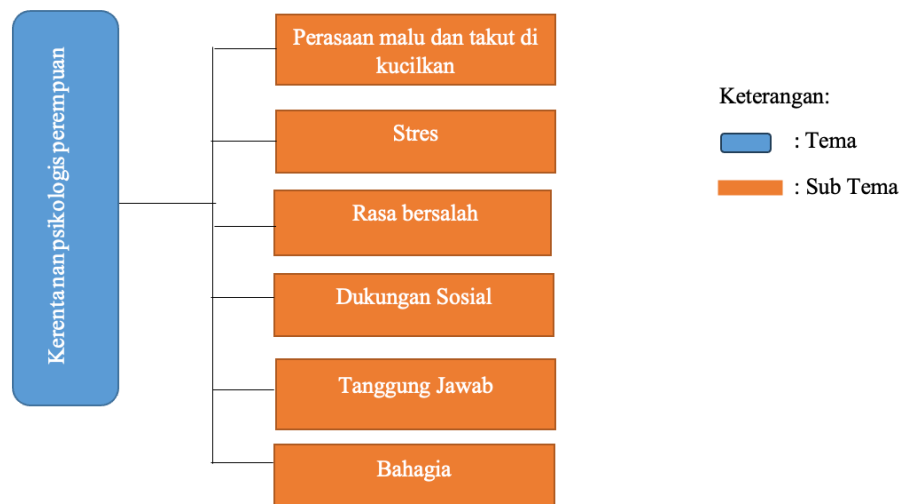 Kerentanan psikologis perempuan
Perasaan malu dan takut di
kucilkan
Stres
Rasa bersalah
Dukungan Sosial
Tanggung Jawab
Bahagia
Keterangan:
: Tema
: Sub Tema